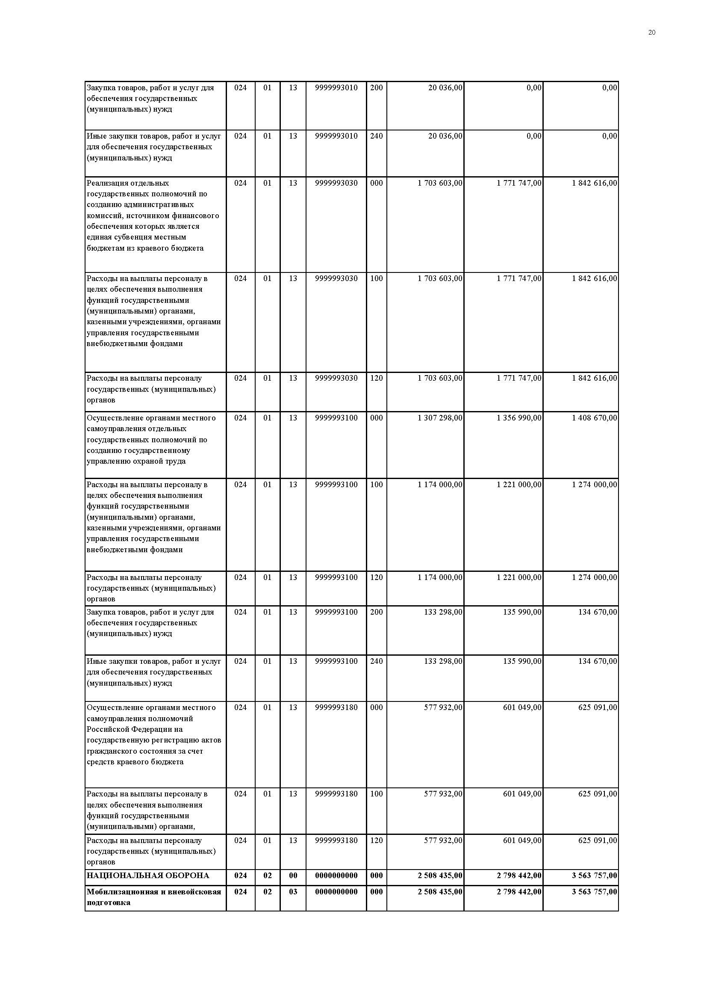 20
Закупка товаров, работ и услуг для 024 01 13 9999993010 200 20 036,00 0,00 0,00
обеспечения государственных
(муниципальных) нужд
Иные закупки товаров, работ и услуг 024 01 13 9999993010 240 20 036,00 0,00 0,00
для обеспечения государственных
(муниципальных) нужд
Реализация отдельных 024 01 13 9999993030 000 1 703 603,00 1 771 747,00 1 842 616,00
государственных полномочий по
созданию административных
комиссий, источником финансового
обеспечения которых является
единая субвенция местным
бюджетам из краевого бюджета
Расходы на выплаты персоналу в 024 01 13 9999993030 100 1 703 603,00 1 771 747,00 1 842 616,00
целях обеспечения выполнения
функций государственными
(муниципальными) органами,
казенными учреждениями, органами
управления государственными
внебюджетными фондами
Расходы на выплаты персоналу 024 01 13 9999993030 120 1 703 603,00 1 771 747,00 1 842 616,00
государственных (муниципальных)
органов
Осуществление органами местного 024 01 13 9999993100 000 1 307 298,00 1 356 990,00 1 408 670,00
самоуправления отдельных
государственных полномочий по
созданию государственному
управлению охраной труда
Расходы на выплаты персоналу в 024 01 13 9999993100 100 1 174 000,00 1 221 000,00 1 274 000,00
целях обеспечения выполнения
функций государственными
(муниципальными) органами,
казенными учреждениями, органами
управления государственными
внебюджетными фондами
Расходы на выплаты персоналу 024 01 13 9999993100 120 1 174 000,00 1 221 000,00 1 274 000,00
государственных (муниципальных)
органов
Закупка товаров, работ и услуг для 024 01 13 9999993100 200 133 298,00 135 990,00 134 670,00
обеспечения государственных
(муниципальных) нужд
Иные закупки товаров, работ и услуг 024 01 13 9999993100 240 133 298,00 135 990,00 134 670,00
для обеспечения государственных
(муниципальных) нужд
Осуществление органами местного 024 01 13 9999993180 000 577 932,00 601 049,00 625 091,00
самоуправления полномочий
Российской Федерации на
государственную регистрацию актов
гражданского состояния за счет
средств краевого бюджета
Расходы на выплаты персоналу в 024 01 13 9999993180 100 577 932,00 601 049,00 625 091,00
целях обеспечения выполнения
функций государственными
(муниципальными) органами,
Расходы на выплаты персоналу 024 01 13 9999993180 120 577 932,00 601 049,00 625 091,00
государственных (муниципальных)
органов
НАЦИОНАЛЬНАЯ ОБОРОНА 024 02 00 0000000000 000 2 508 435,00 2 798 442,00 3 563 757,00
Мобилизационная и вневойсковая 024 02 03 0000000000 000 2 508 435,00 2 798 442,00 3 563 757,00
подготовка